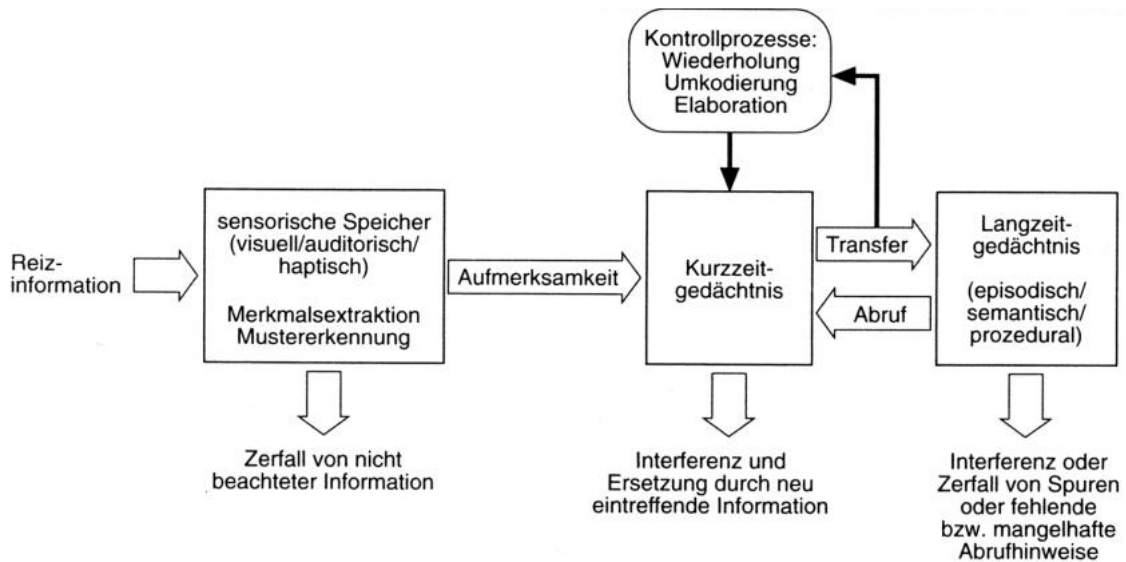 Kontrollprozesse:
Wiederholung
Umkodierung
Elaboration
Reiz-
information
sensorische Speicher
(visuell/auditorisch/
haptisch)
Merkmalsextraktion
Mustererkennung
Aufmerksamkeit
Kurzzeit-
gedächtnis
Transfer
Abruf
Langzeit-
gedächtnis
(episodisch/
semantisch/
prozedural)
Zerfall von nicht
beachteter Information
Interferenz und
Ersetzung durch neu
eintreffende Information
Interferenz oder
Zerfall von Spuren
oder fehlende
bzw. mangelhafte
Abrufhinweise